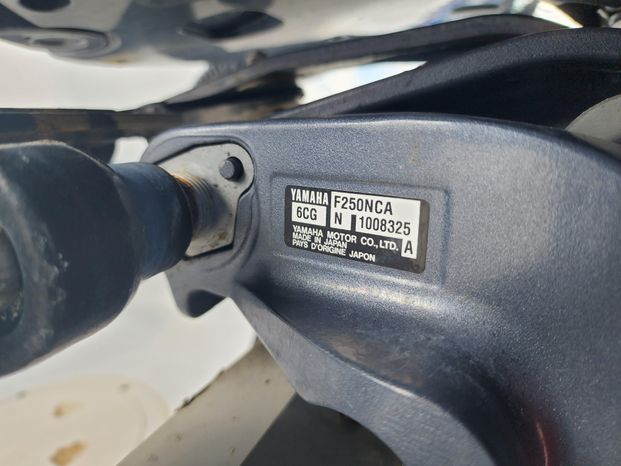 YAMAHA F250NCA
6CG N 1008325
YAMAHA MOTOR CO., LTD. A
MADE IN JAPAN
PAYS D'ORIGINE JAPON